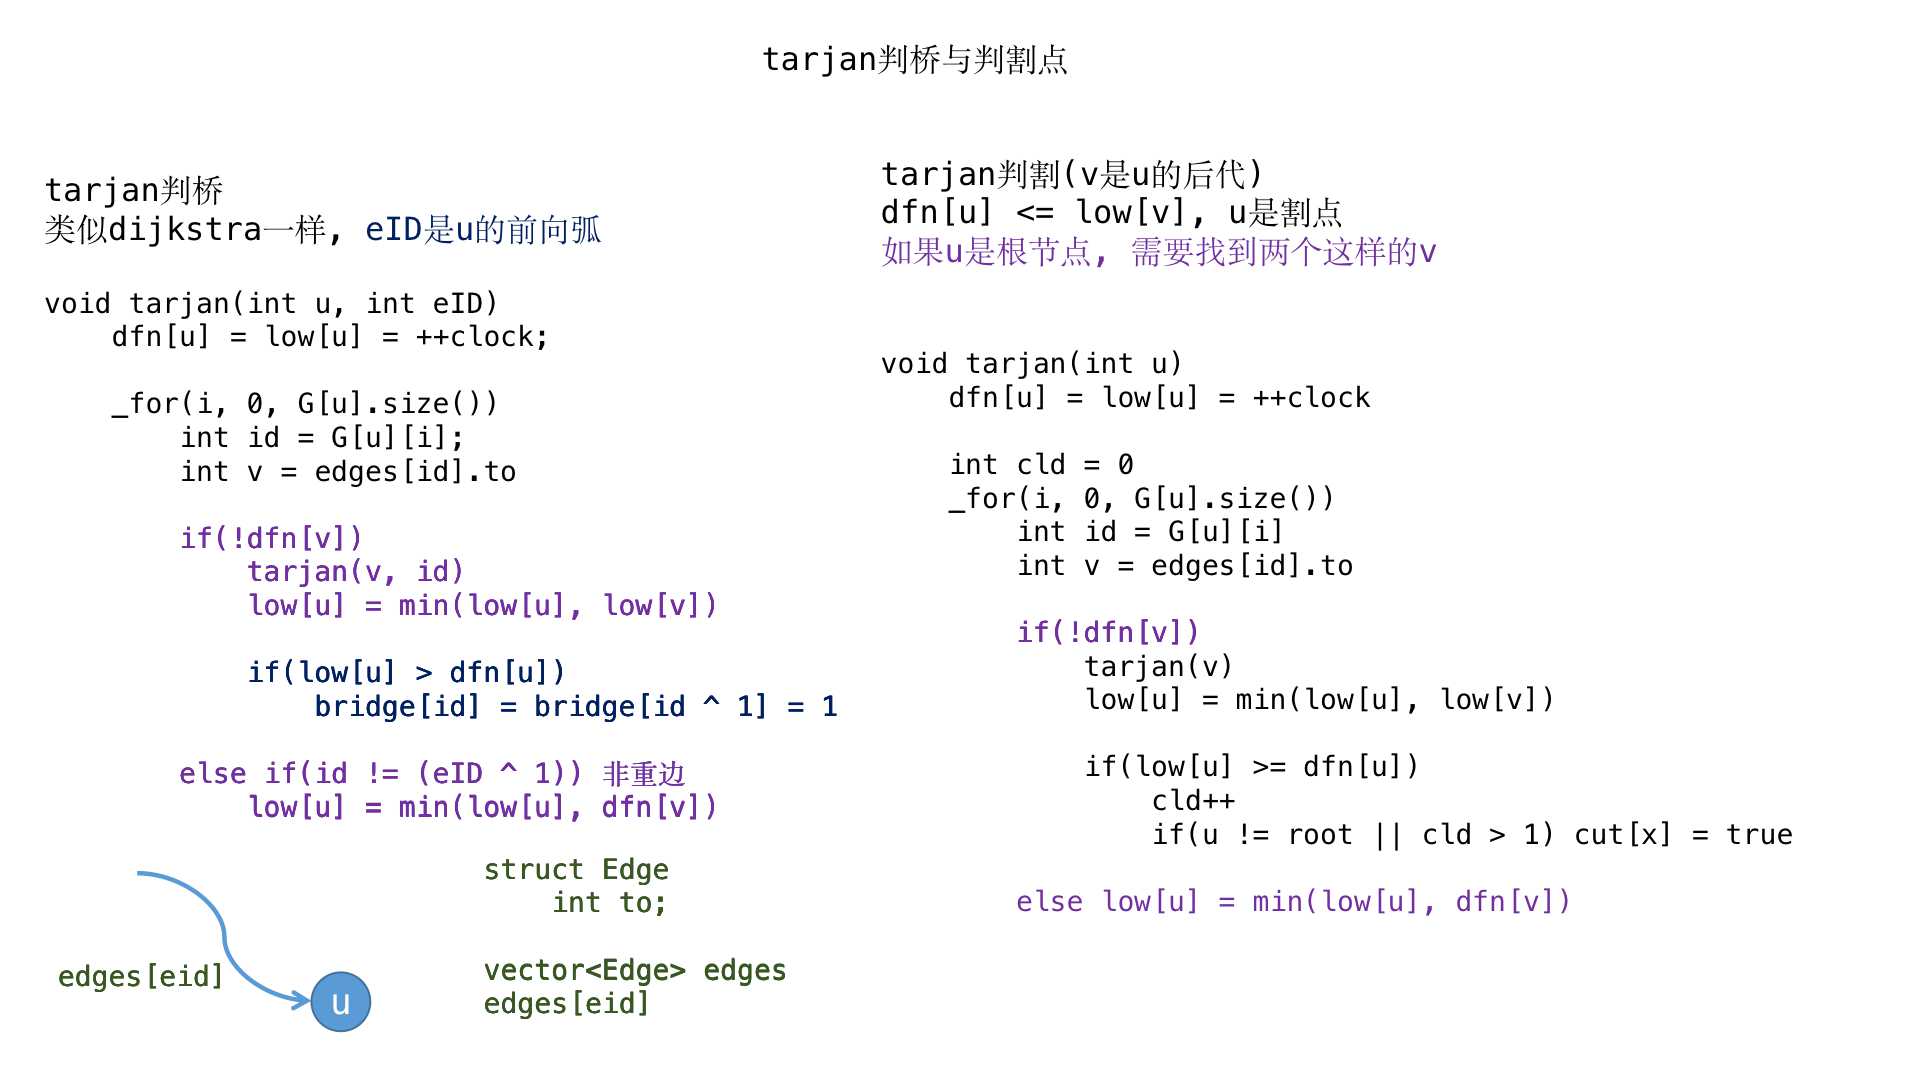 tarjan判桥与判割点
tarjan判桥
类似dijkstra一样, eID是u的前向弧
void tarjan(int u, int eID)
    dfn[u] = low[u] = ++clock;
    _for(i, 0, G[u].size())
        int id = G[u][i];
        int v = edges[id].to
        if(!dfn[v])
            tarjan(v, id)
            low[u] = min(low[u], low[v])
            if(low[u] > dfn[u])
                bridge[id] = bridge[id ^ 1] = 1
        else if(id != (eID ^ 1)) 非重边
            low[u] = min(low[u], dfn[v])
edges[eid]
u
struct Edge
    int to;
vector<Edge> edges
edges[eid]
tarjan判割(v是u的后代)
dfn[u] <= low[v], u是割点
如果u是根节点, 需要找到两个这样的v
void tarjan(int u)
    dfn[u] = low[u] = ++clock
    int cld = 0
    _for(i, 0, G[u].size())
        int id = G[u][i]
        int v = edges[id].to
        if(!dfn[v])
            tarjan(v)
            low[u] = min(low[u], low[v])
            if(low[u] >= dfn[u])
                cld++
                if(u != root || cld > 1) cut[x] = true
        else low[u] = min(low[u], dfn[v])